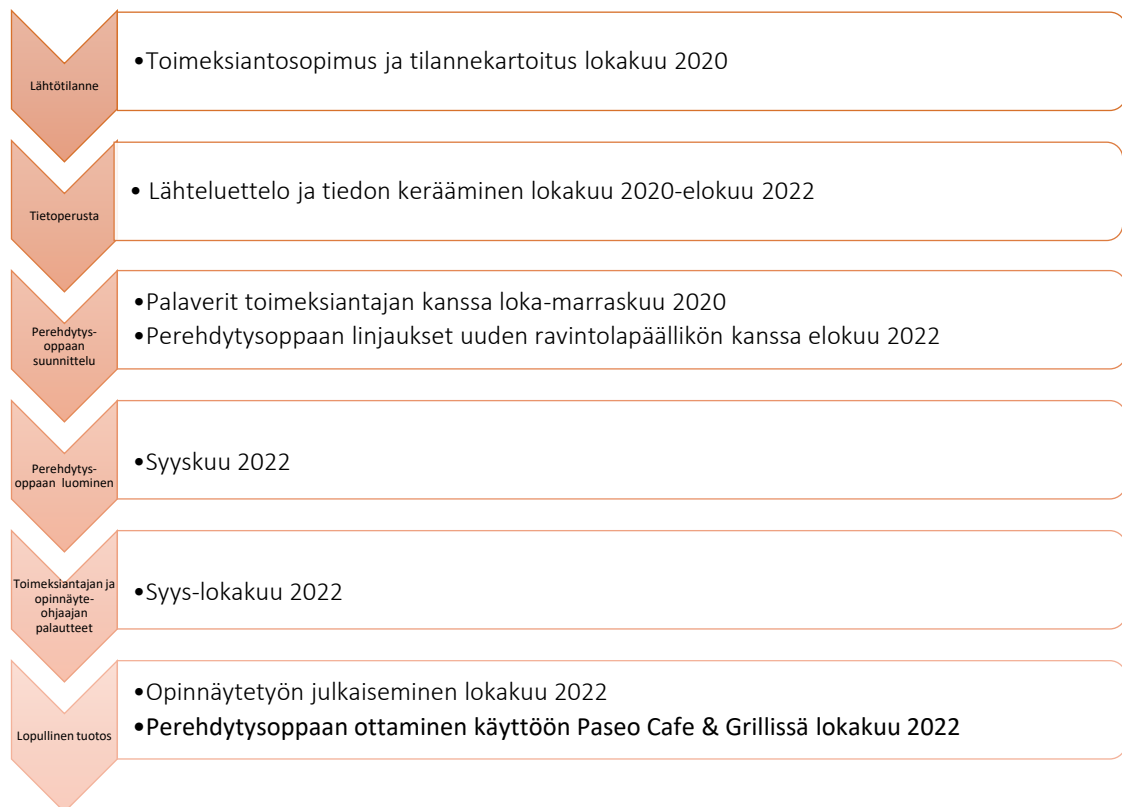 Lähtötilanne
•Toimeksiantosopimus ja tilannekartoitus lokakuu 2020
Tietoperusta
• Lähteluettelo ja tiedon kerääminen lokakuu 2020-elokuu 2022
Perehdytys-
oppaan
suunnittelu
•Palaverit toimeksiantajan kanssa loka-marraskuu 2020
•Perehdytysoppaan linjaukset uuden ravintolapäällikön kanssa elokuu 2022
Perehdytys-
oppaan luominen
•Syyskuu 2022
Toimeksiantajan ja
opinnäyte-
ohjaajan
palautteet
•Syys-lokakuu 2022
Lopullinen tuotos
•Opinnäytetyön julkaiseminen lokakuu 2022
•Perehdytysoppaan ottaminen käyttöön Paseo Cafe & Grillissä lokakuu 2022